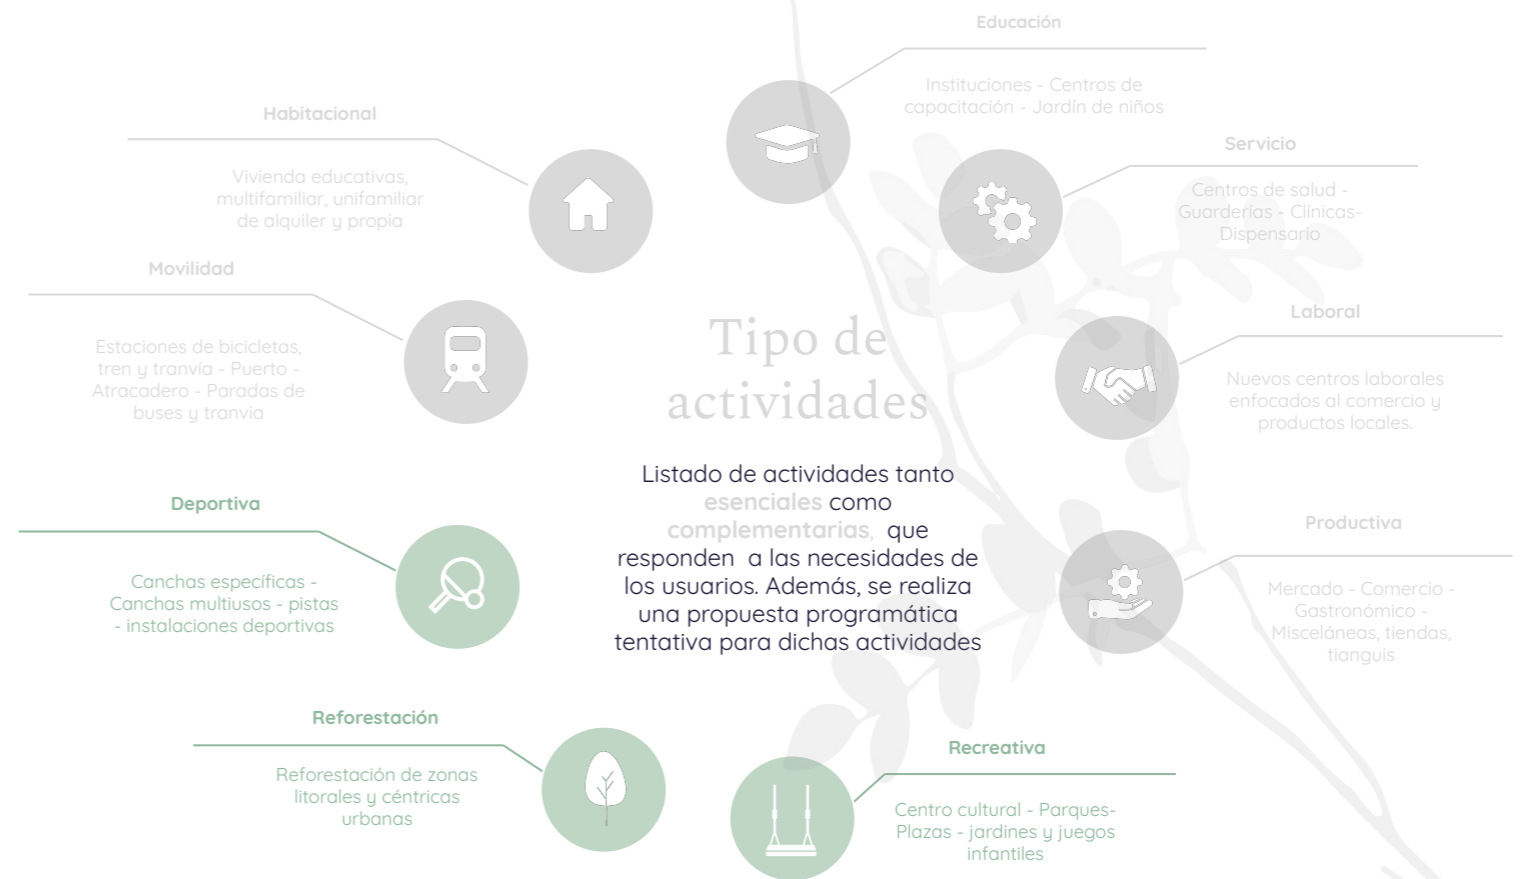 Educación
Instituciones - Centros de
capacitación - Jardín de niños
Habitacional
Vivienda educativas,
multifamiliar, unifamiliar
de alquiler y propia
Servicio
Centros de salud -
Guarderías - Clínicas-
Dispensario
Movilidad
Estaciones de bicicletas,
tren y tranvía - Puerto -
Atracadero - Paradas de
buses y tranvia
Tipo de
actividades
Laboral
Nuevos centros laborales
enfocados al comercio y
productos locales.
Listado de actividades tanto
esenciales como
complementarias, que
responden a las necesidades de
los usuarios. Además, se realiza
una propuesta programática
tentativa para dichas actividades
Deportiva
Canchas específicas -
Canchas multiusos - pistas
- instalaciones deportivas
Productiva
Mercado - Comercio -
Gastronómico -
Misceláneas, tiendas,
tianguis
Reforestación
Reforestación de zonas
litorales y céntricas
urbanas
Recreativa
Centro cultural - Parques-
Plazas - jardines y juegos
infantiles